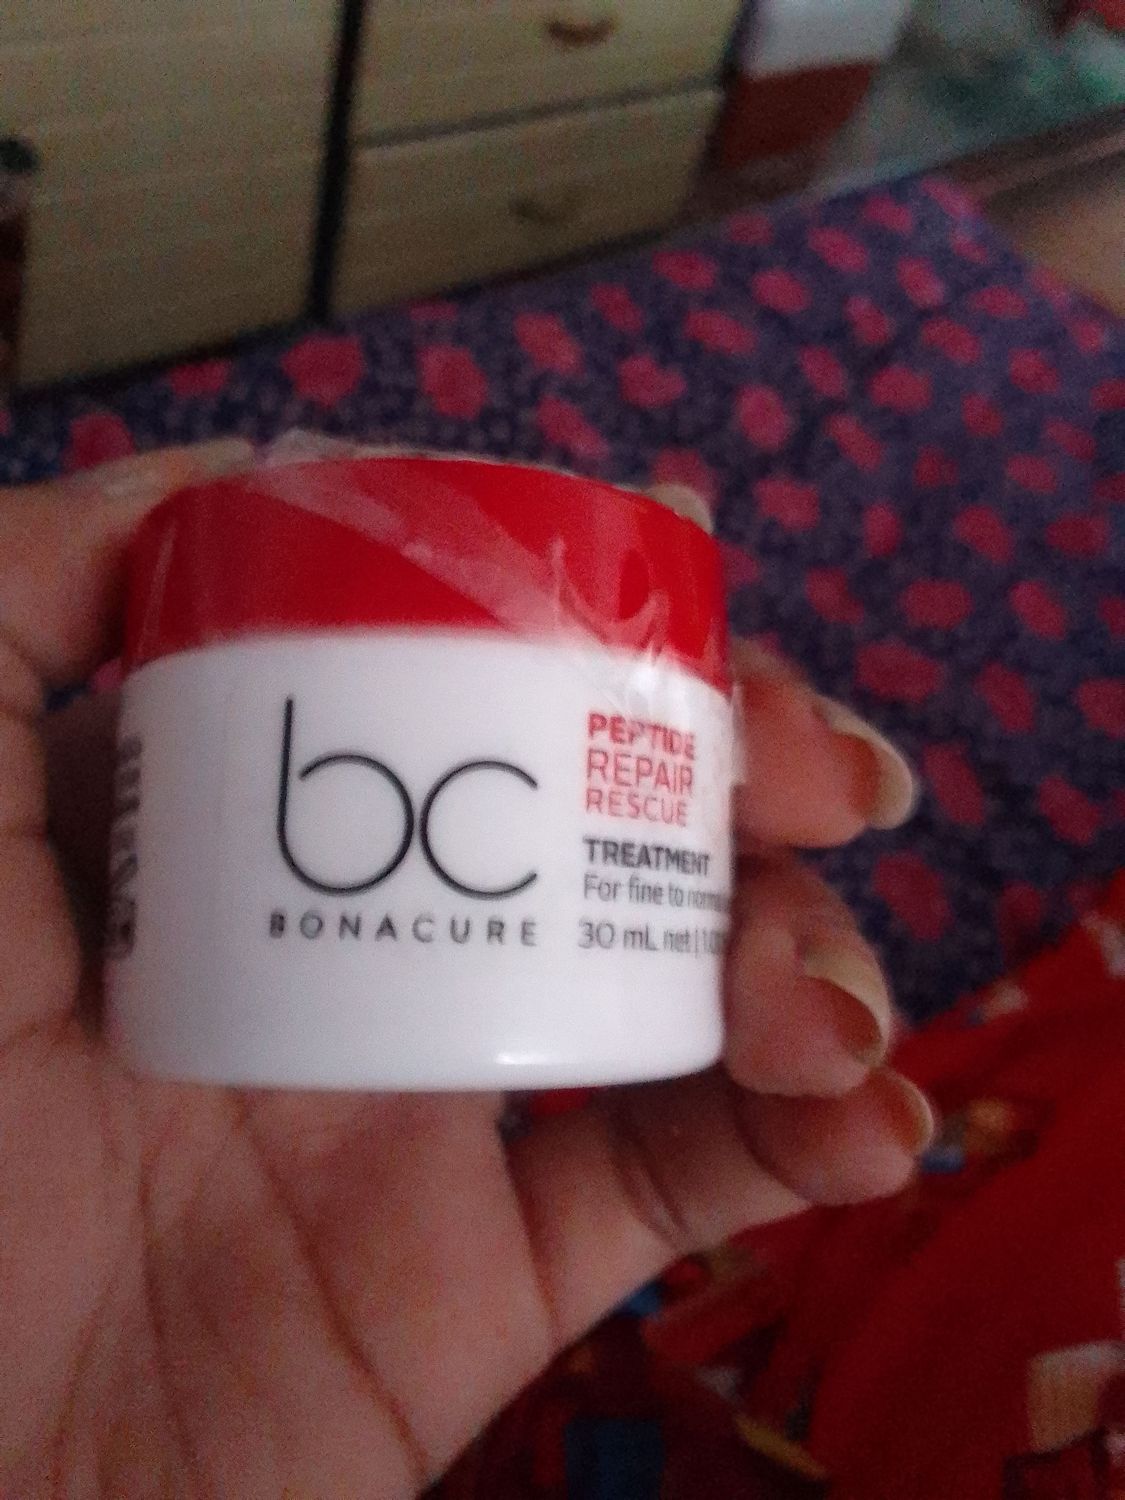 bc
BONACURE
PEPTIDE
REPAIR
RESCUE
TREATMENT
For fine to
30 mL net |